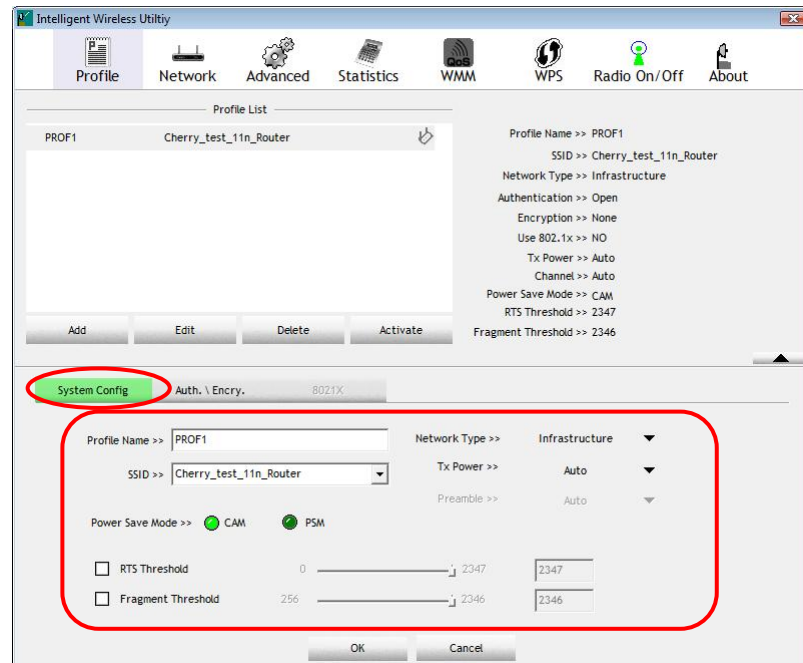 Intelligent Wireless Utiltiy
Profile Network Advanced Statistics QoS WMM WPS Radio On/Off About
Profile List
PROF1 Cherry_test_11n_Router
Profile Name >> PROF1
SSID >> Cherry_test_11n_Router
Network Type >> Infrastructure
Authentication >> Open
Encryption >> None
Use 802.1x >> NO
Tx Power >> Auto
Channel >> Auto
Power Save Mode >> CAM
RTS Threshold >> 2347
Fragment Threshold >> 2346
Add Edit Delete Activate
System Config Auth. \ Encry. 8021X
Profile Name >> PROF1 Network Type >> Infrastructure
SSID >> Cherry_test_11n_Router Tx Power >> Auto
Preamble >> Auto
Power Save Mode >> CAM PSM
RTS Threshold 0 2347 2347
Fragment Threshold 256 2346 2346
OK Cancel